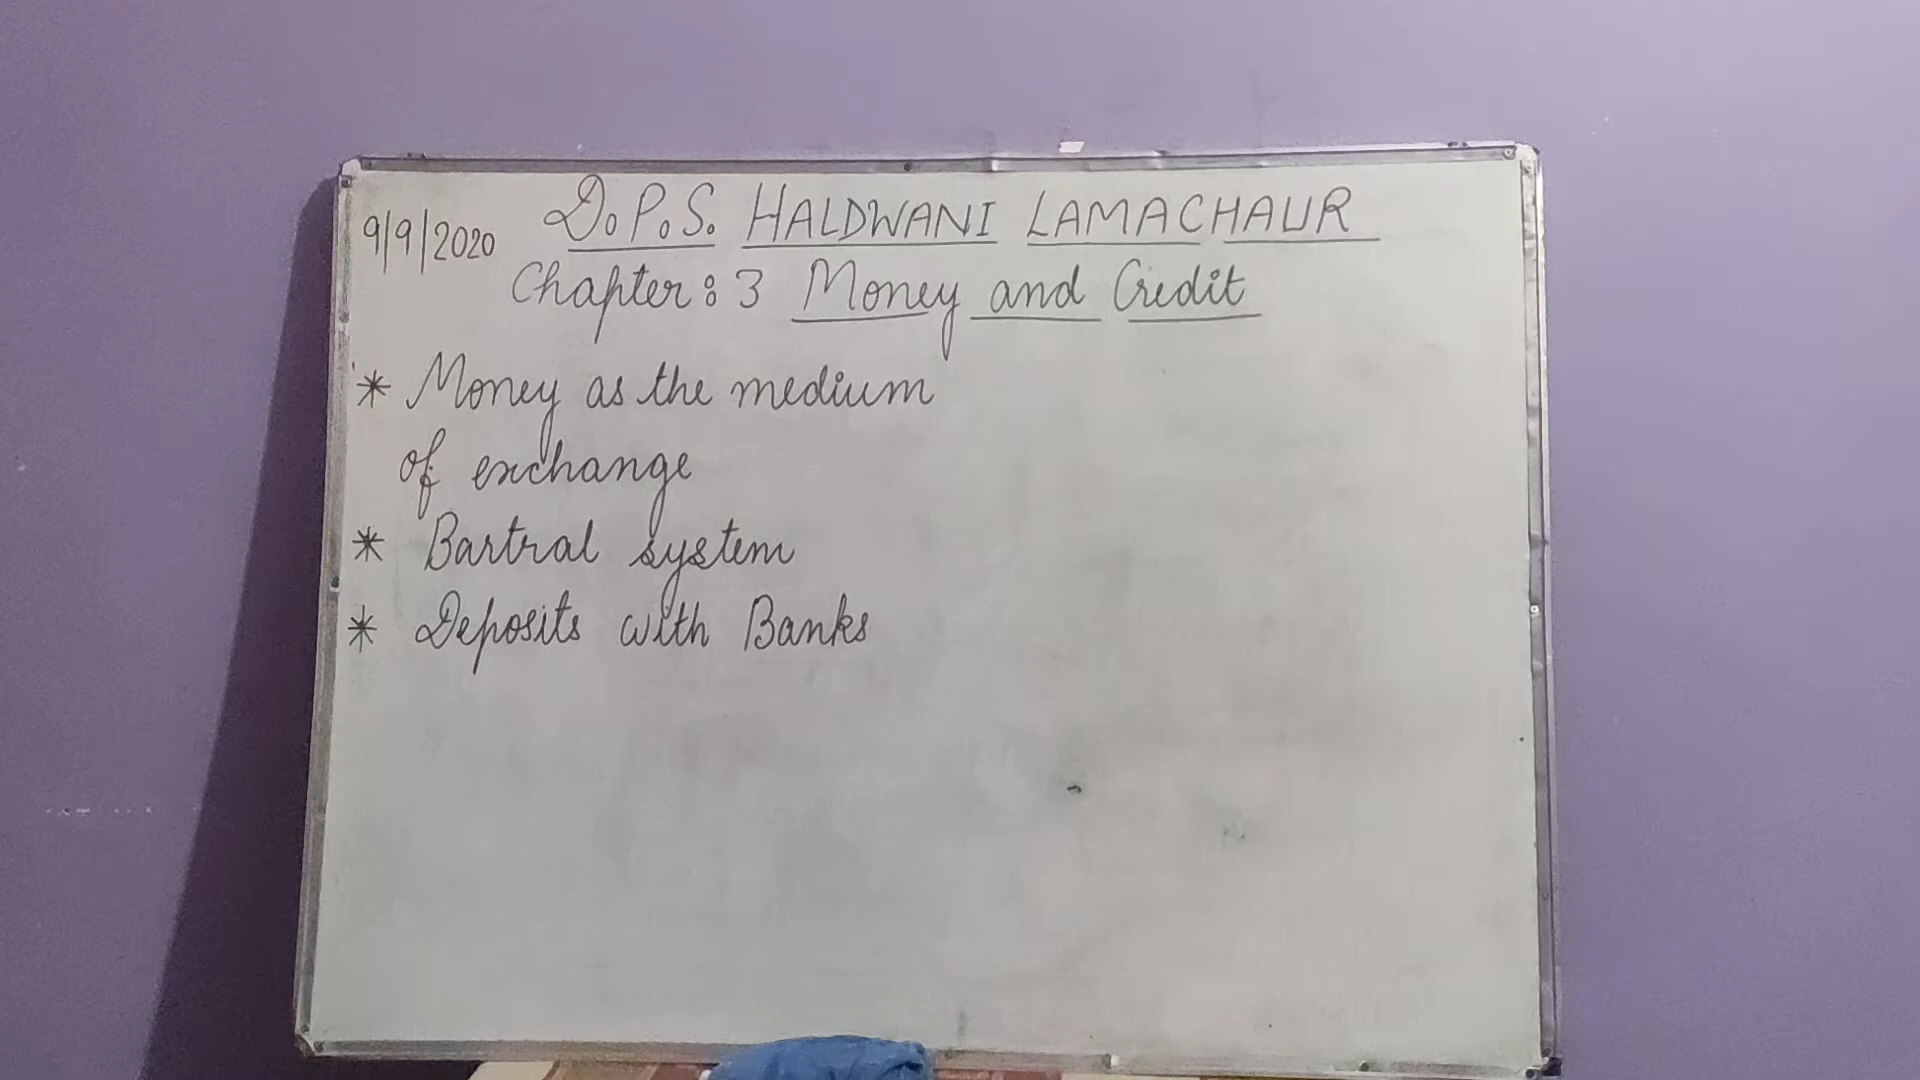 9/9/2020 D.P.S. HALDWANI LAMACHAUR
Chapter: 3 Money and Credit
* Money as the medium
of exchange
* Bartral system
* Deposits with Banks